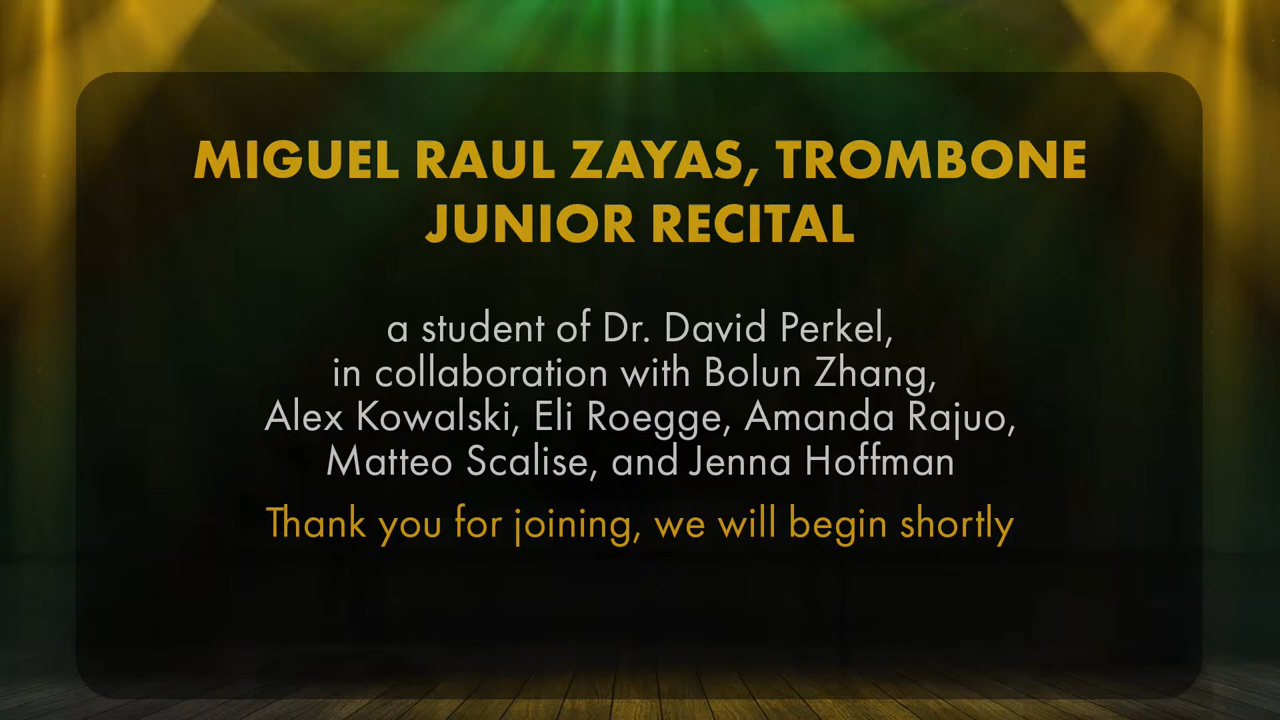 MIGUEL RAUL ZAYAS, TROMBONE
JUNIOR RECITAL
a student of Dr. David Perkel,
in collaboration with Bolun Zhang,
Alex Kowalski, Eli Roegge, Amanda Rajuo,
Matteo Scalise, and Jenna Hoffman
Thank you for joining, we will begin shortly